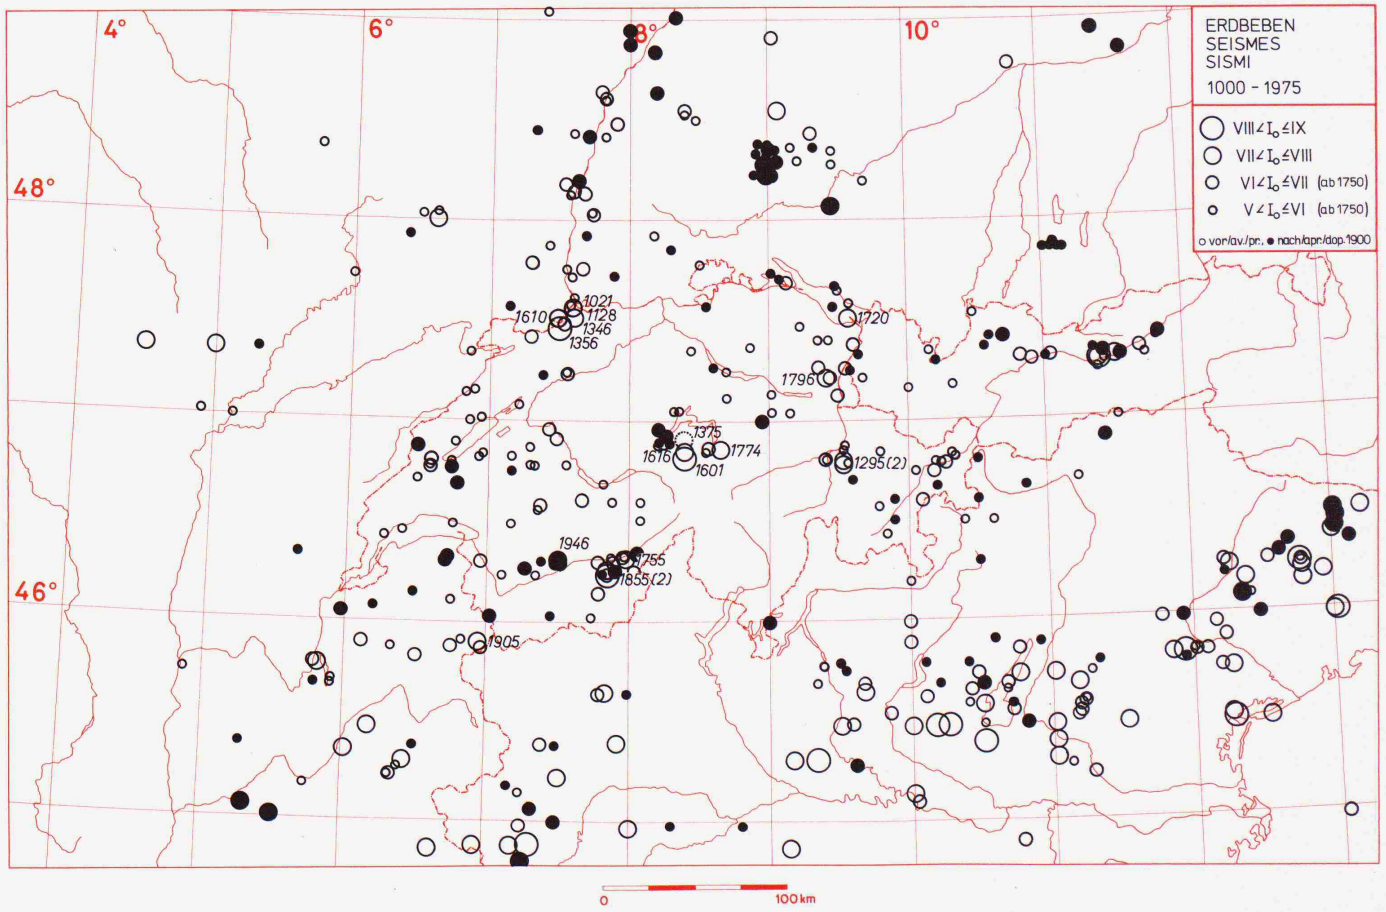 4°
6°
8°
10°
48°
46°
ERDBEBEN
SEISMES
SISMI
1000 - 1975
VIII<I₀≦IX
VII<I₀≦VIII
VI<I₀≦VII (ab 1750)
V<I₀≦VI (ab 1750)
vor/av./pr., nach/apr./dop. 1900
1021
1610
1128
1346
1356
1720
1796
1375
1616
1774
1601
1295(2)
1946
1755
1855(2)
1905
0
100 km